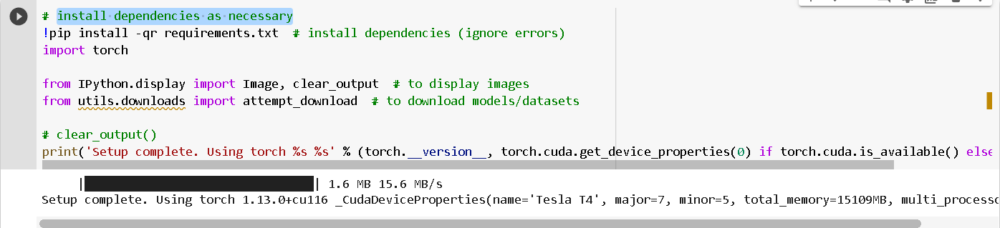 # install dependencies as necessary
!pip install -qr requirements.txt  # install dependencies (ignore errors)
import torch
from IPython.display import Image, clear_output  # to display images
from utils.downloads import attempt_download  # to download models/datasets
# clear_output()
print('Setup complete. Using torch %s %s' % (torch.__version__, torch.cuda.get_device_properties(0) if torch.cuda.is_available() else
| | 1.6 MB 15.6 MB/s
Setup complete. Using torch 1.13.0+cu116 _CudaDeviceProperties(name='Tesla T4', major=7, minor=5, total_memory=15109MB, multi_process